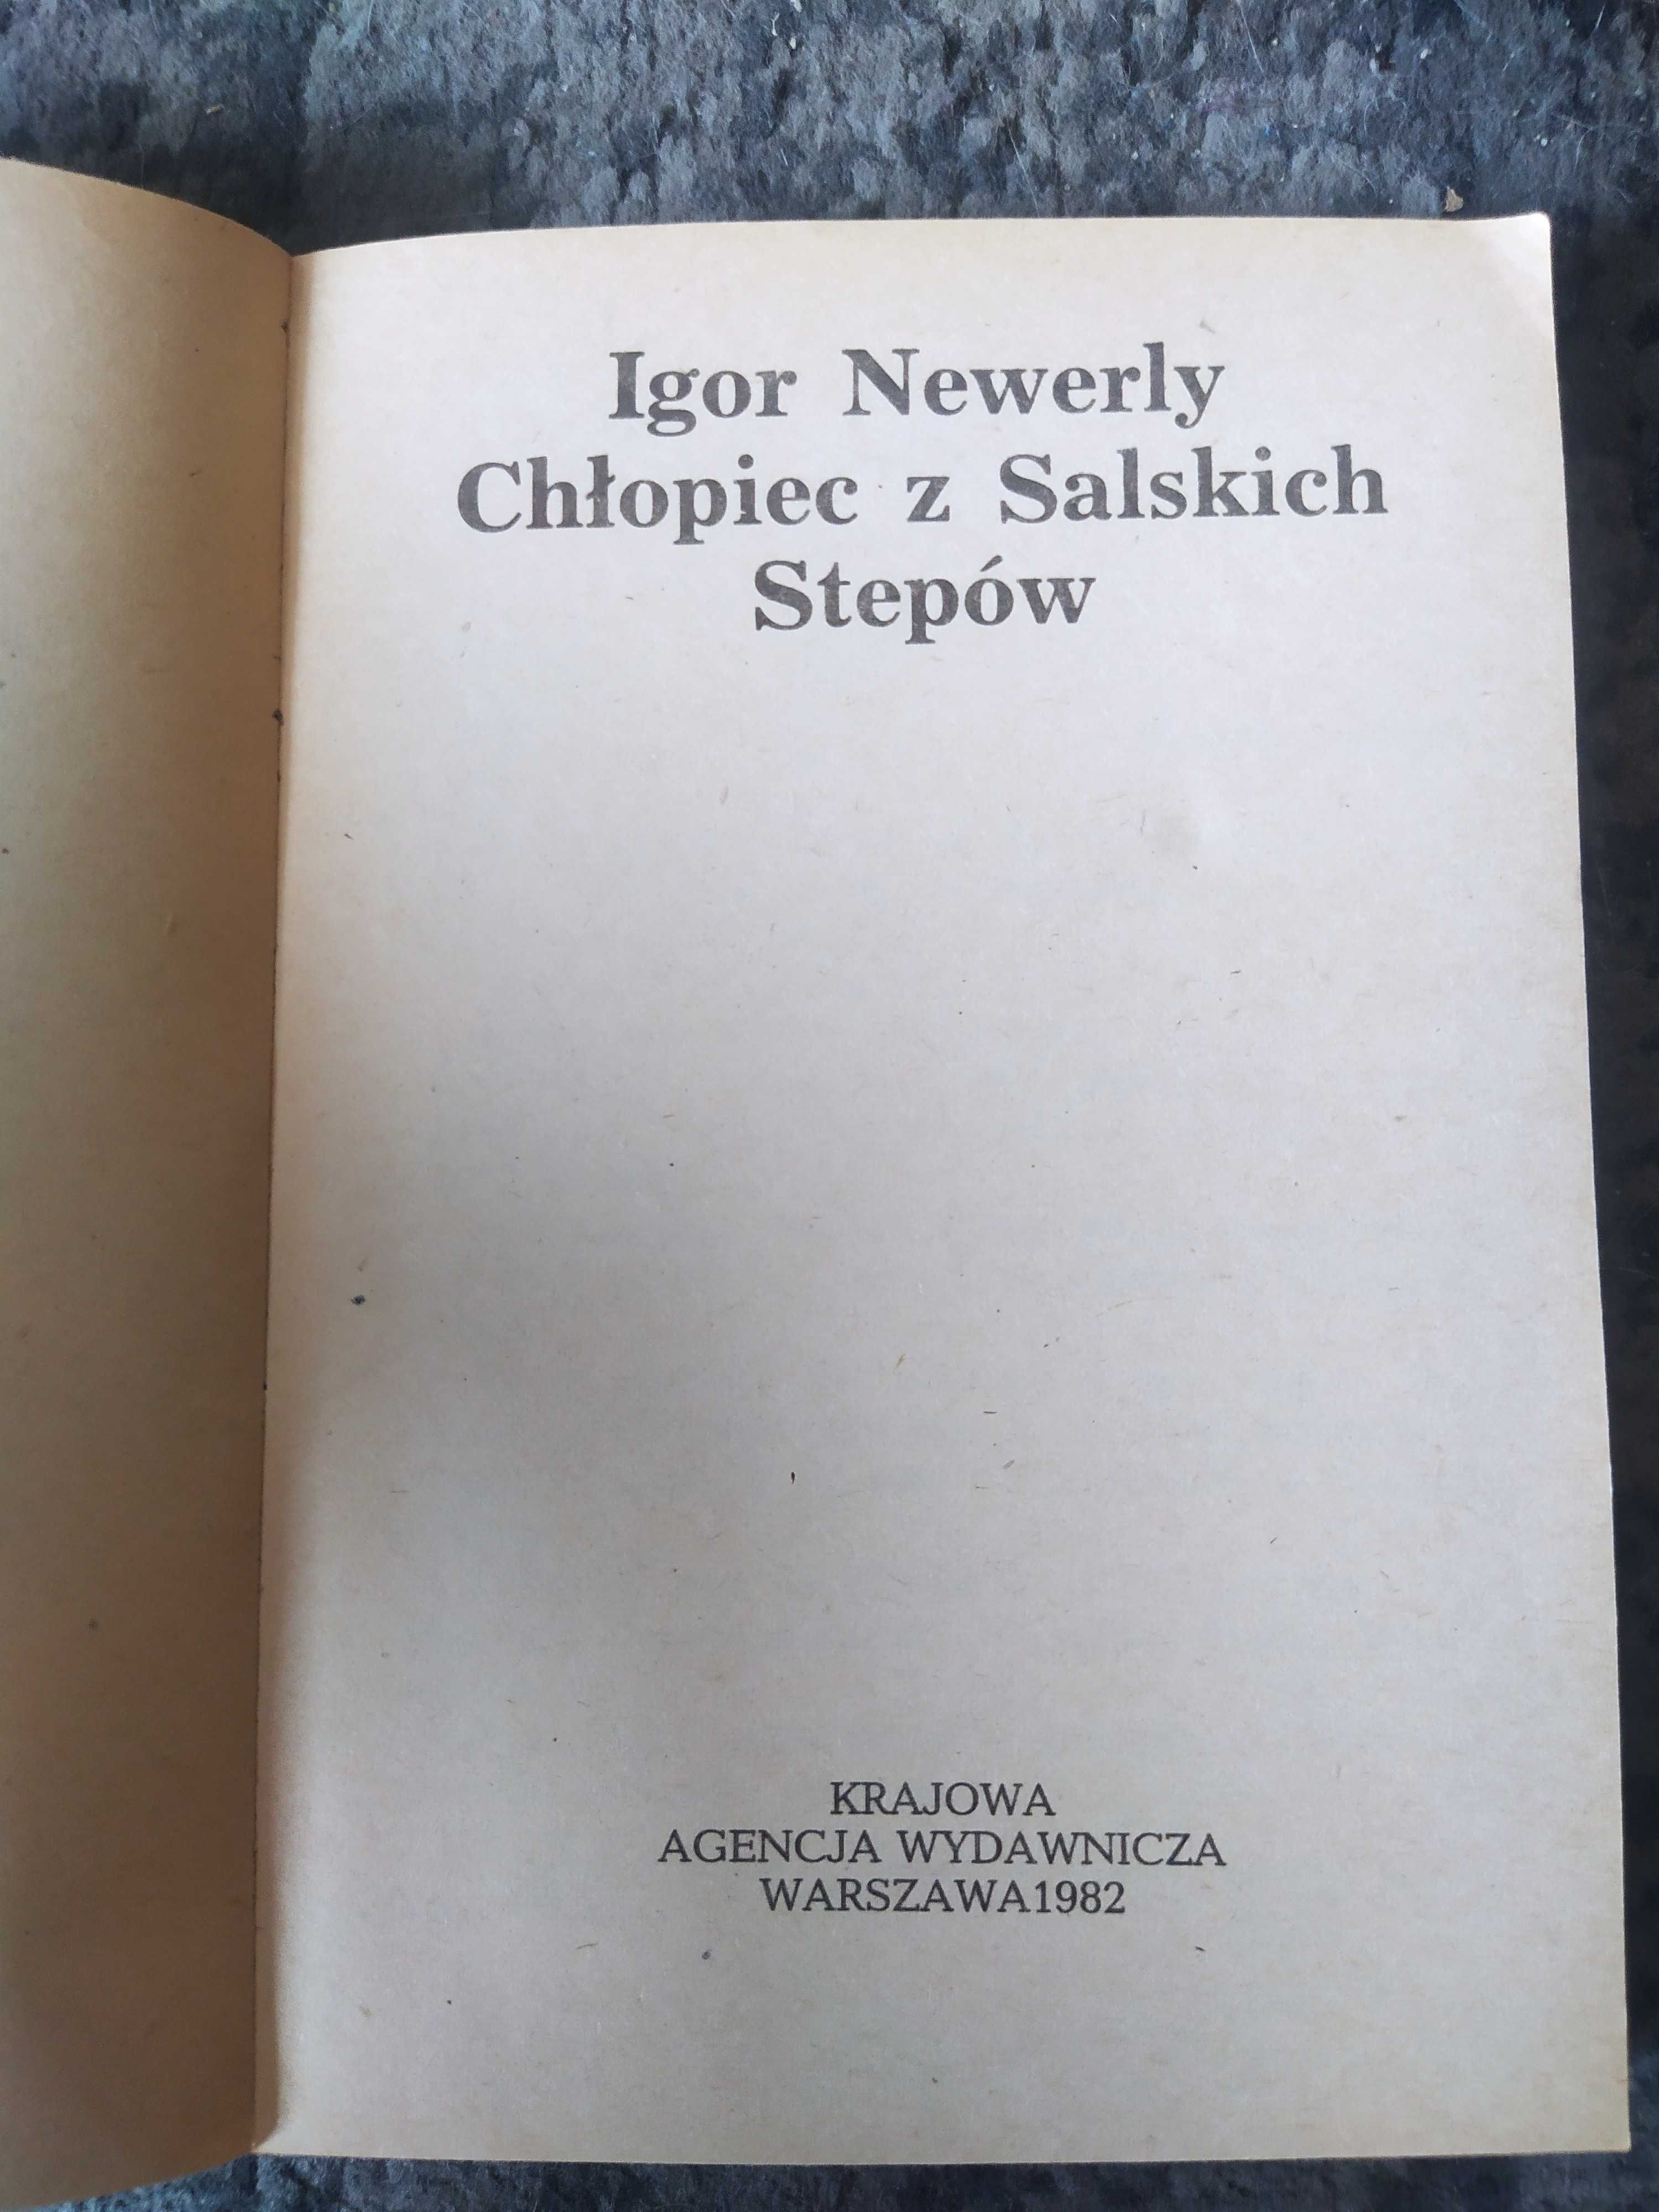 Igor Newerly
Chłopiec z Salskich
Stepów
KRAJOWA
AGENCJA WYDAWNICZA
WARSZAWA1982